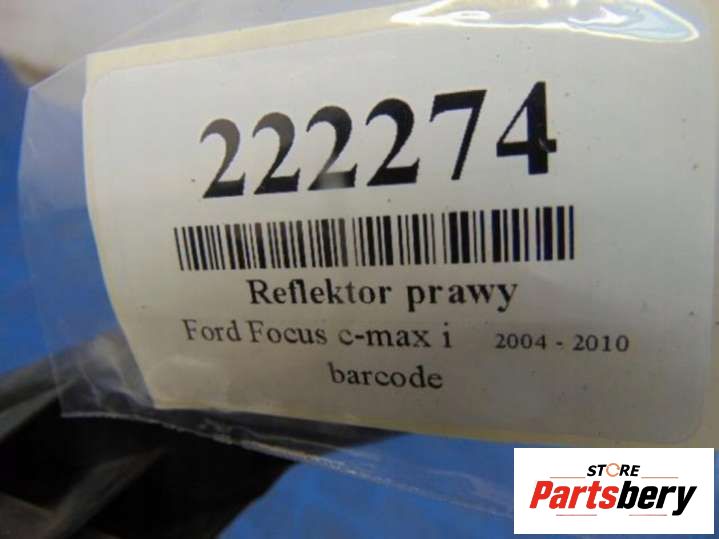 222274
Reflektor prawy
Ford Focus c-max i 2004 - 2010
barcode
STORE
Partsbery